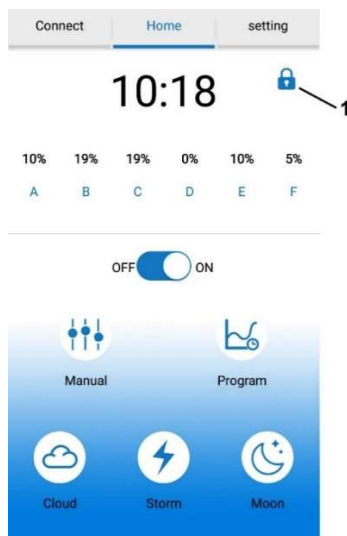 Connect Home setting
10:18
1
10% 19% 19% 0% 10% 5%
A B C D E F
OFF ON
Manual Program
Cloud Storm Moon